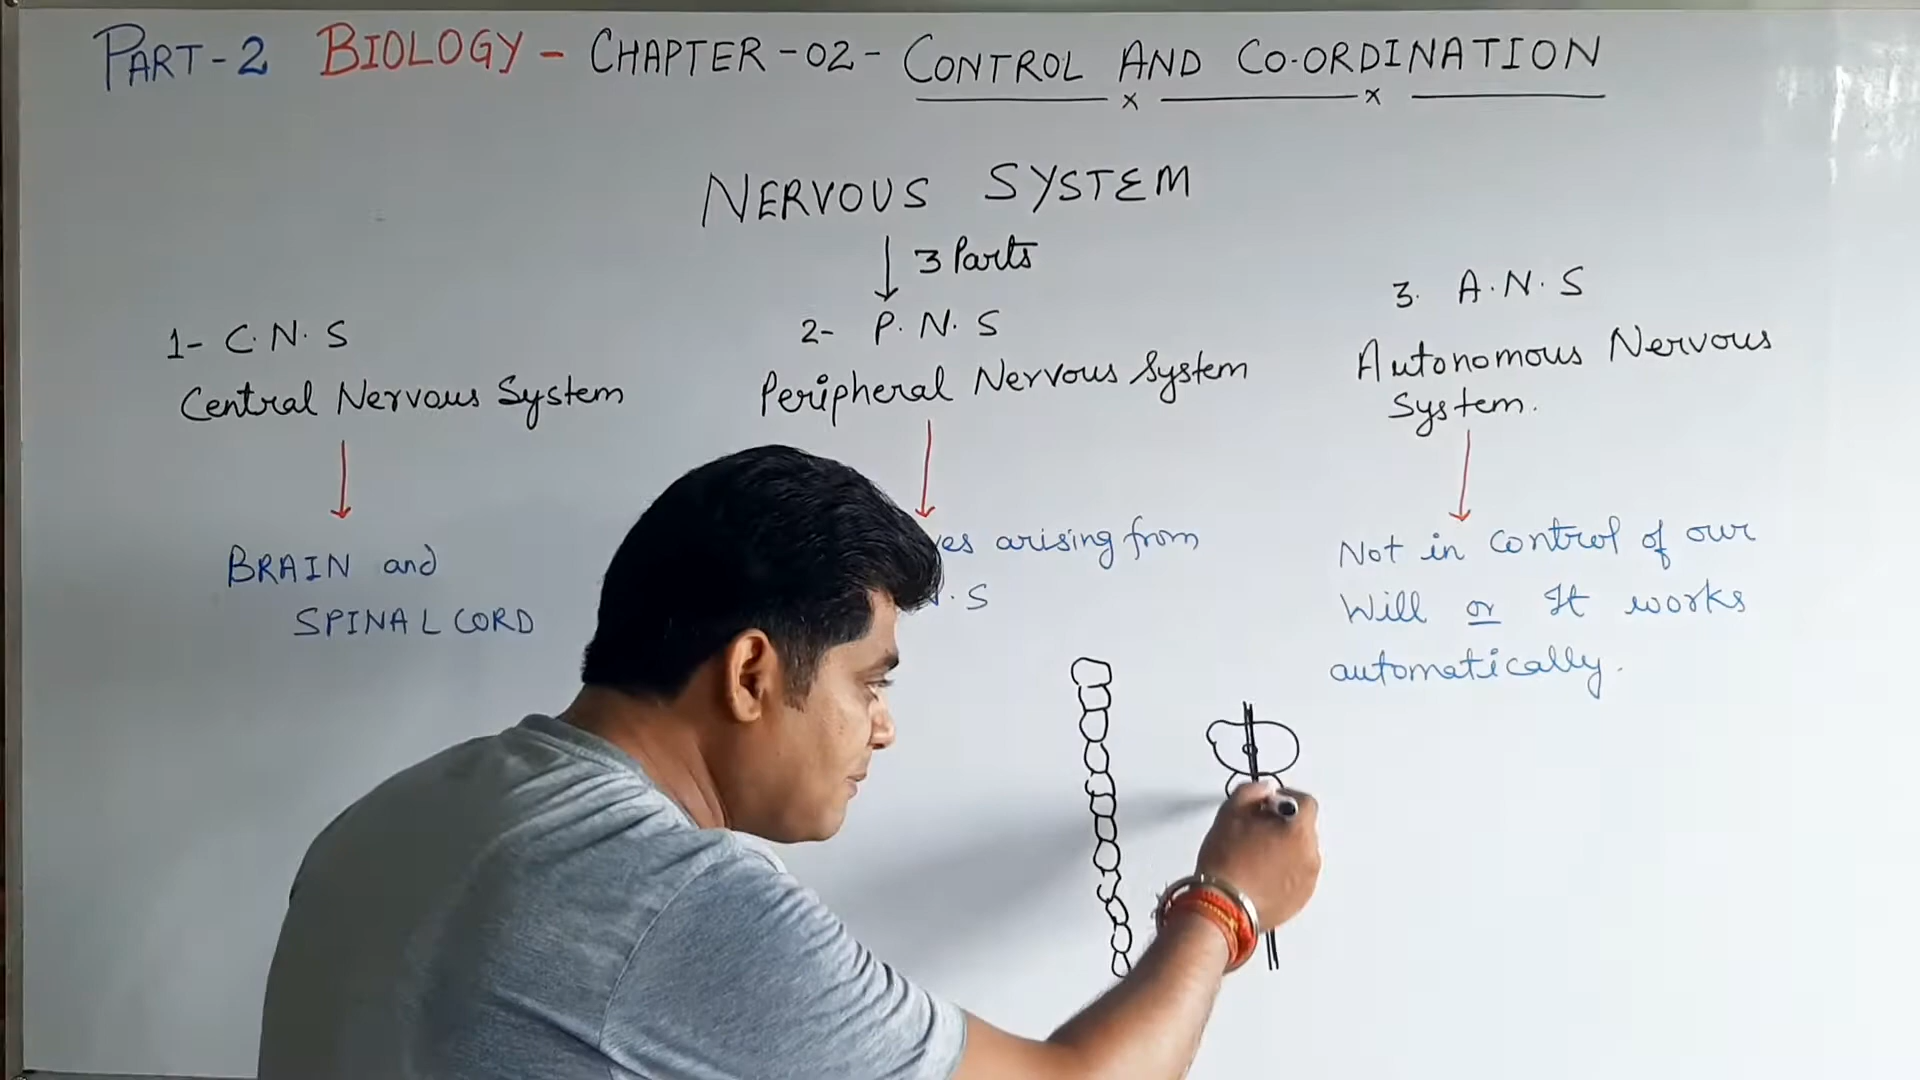 PART-2 BIOLOGY - CHAPTER-02- CONTROL AND CO-ORDINATION
NERVOUS SYSTEM
3 Parts
1- C.N.S
Central Nervous System
BRAIN and
SPINAL CORD
2- P.N.S
Peripheral Nervous System
arising from
S
3. A.N.S
Autonomous Nervous
System.
Not in control of our
Will or It works
automatically.